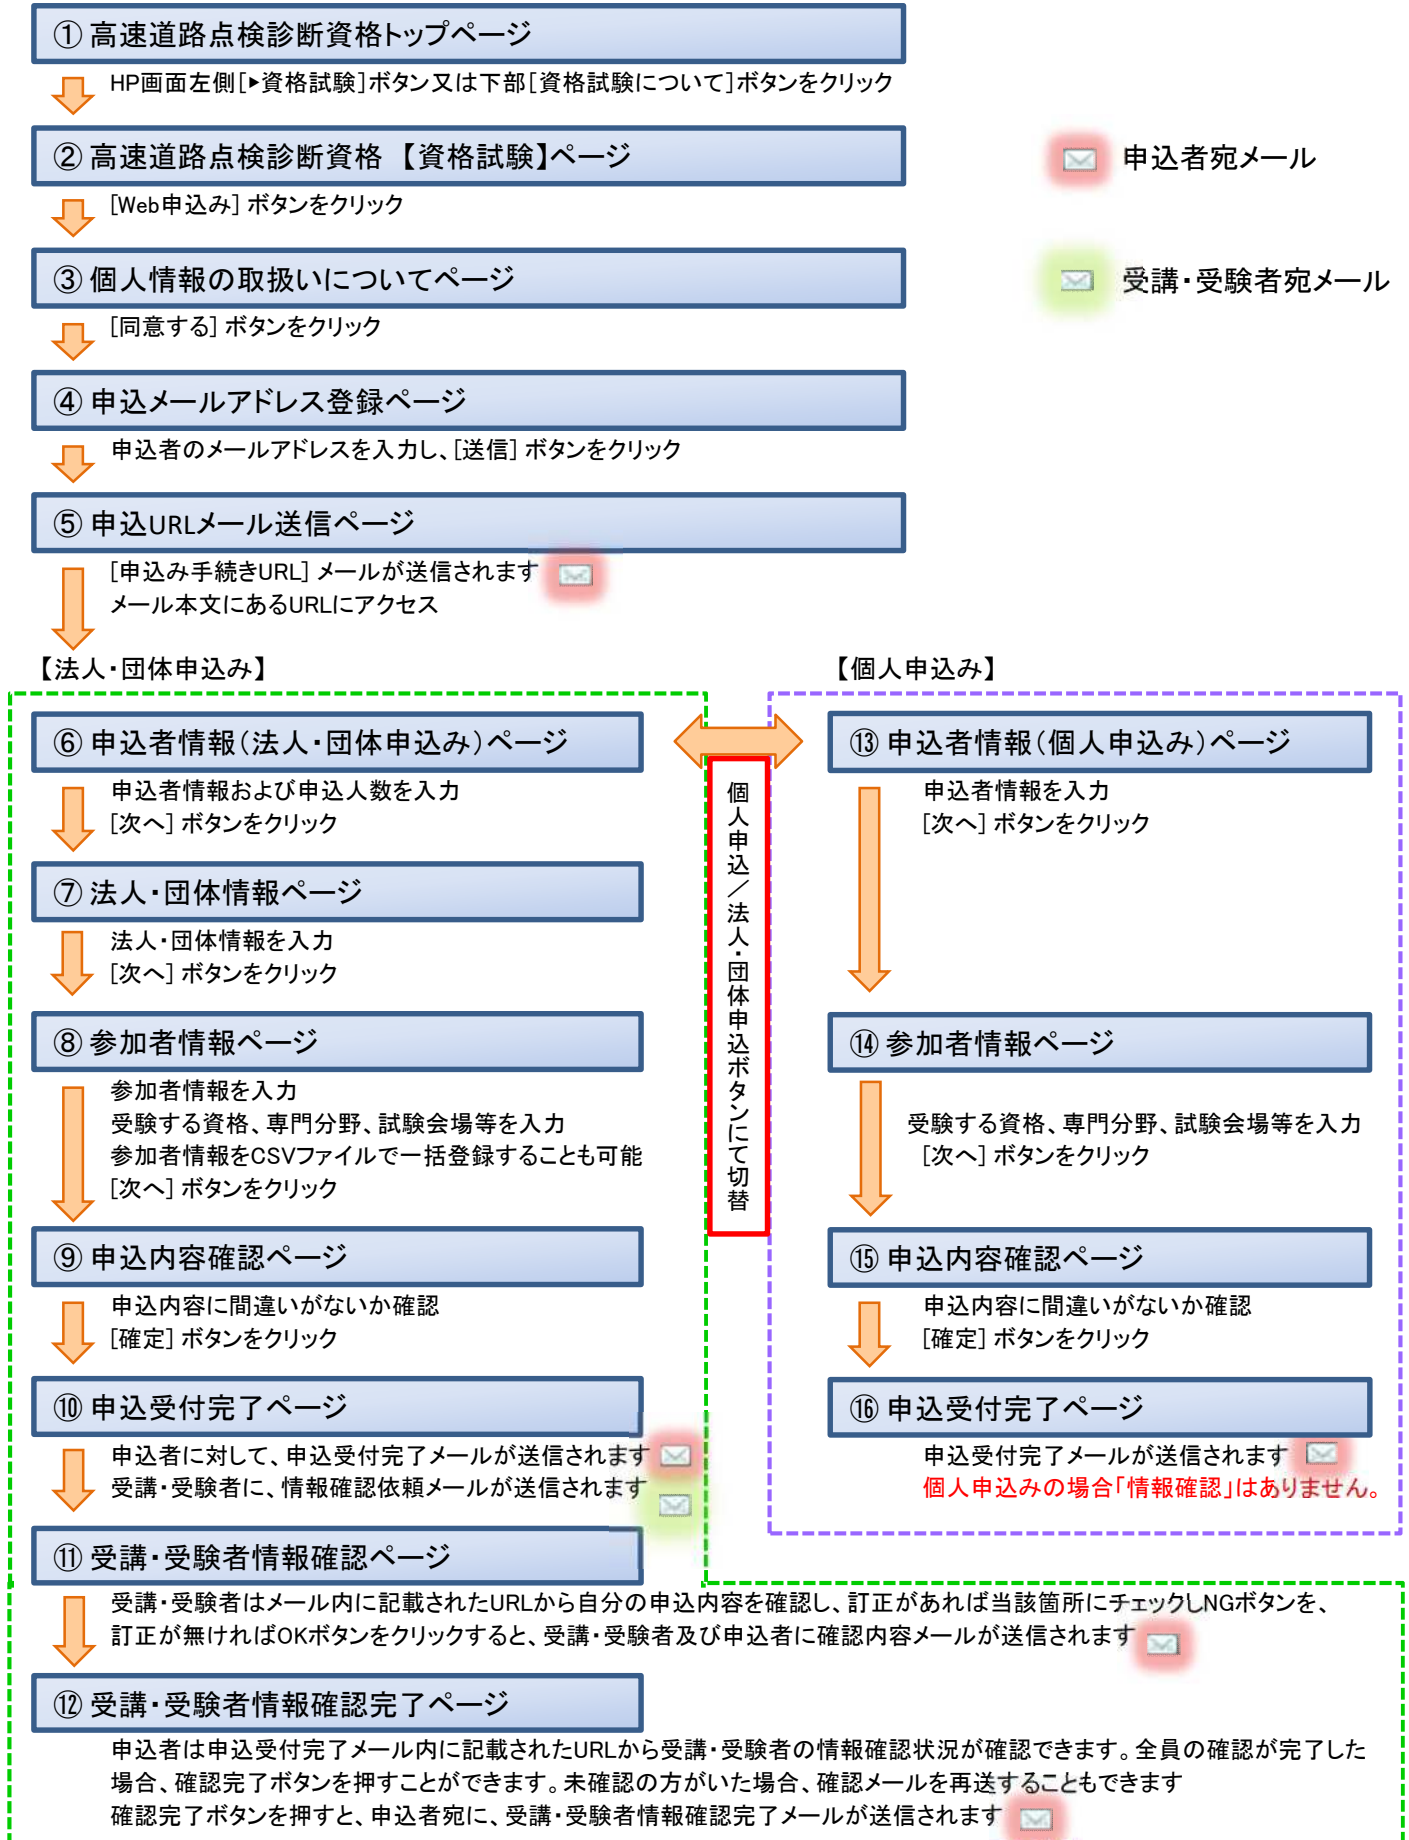 ① 高速道路点検診断資格トップページ
HP画面左側[▶資格試験]ボタン又は下部[資格試験について]ボタンをクリック
② 高速道路点検診断資格 【資格試験】ページ
[Web申込み] ボタンをクリック
申込者宛メール
③ 個人情報の取扱いについてページ
受講・受験者宛メール
[同意する] ボタンをクリック
④ 申込メールアドレス登録ページ
申込者のメールアドレスを入力し、[送信] ボタンをクリック
⑤ 申込URLメール送信ページ
[申込み手続きURL] メールが送信されます
メール本文にあるURLにアクセス
【法人・団体申込み】
⑥ 申込者情報（法人・団体申込み）ページ
申込者情報および申込人数を入力
[次へ] ボタンをクリック
⑦ 法人・団体情報ページ
法人・団体情報を入力
[次へ] ボタンをクリック
⑧ 参加者情報ページ
参加者情報を入力
受験する資格、専門分野、試験会場等を入力
参加者情報をCSVファイルで一括登録することも可能
[次へ] ボタンをクリック
⑨ 申込内容確認ページ
申込内容に間違いがないか確認
[確定] ボタンをクリック
⑩ 申込受付完了ページ
申込者に対して、申込受付完了メールが送信されます
受講・受験者に、情報確認依頼メールが送信されます
個人申込／法人・団体申込ボタンにて切替
【個人申込み】
⑬ 申込者情報（個人申込み）ページ
申込者情報を入力
[次へ] ボタンをクリック
⑭ 参加者情報ページ
受験する資格、専門分野、試験会場等を入力
[次へ] ボタンをクリック
⑮ 申込内容確認ページ
申込内容に間違いがないか確認
[確定] ボタンをクリック
⑯ 申込受付完了ページ
申込受付完了メールが送信されます
個人申込みの場合「情報確認」はありません。
⑪ 受講・受験者情報確認ページ
受講・受験者はメール内に記載されたURLから自分の申込内容を確認し、訂正があれば当該箇所にチェックしNGボタンを、
訂正が無ければOKボタンをクリックすると、受講・受験者及び申込者に確認内容メールが送信されます
⑫ 受講・受験者情報確認完了ページ
申込者は申込受付完了メール内に記載されたURLから受講・受験者の情報確認状況が確認できます。全員の確認が完了した
場合、確認完了ボタンを押すことができます。未確認の方がいた場合、確認メールを再送することもできます
確認完了ボタンを押すと、申込者宛に、受講・受験者情報確認完了メールが送信されます